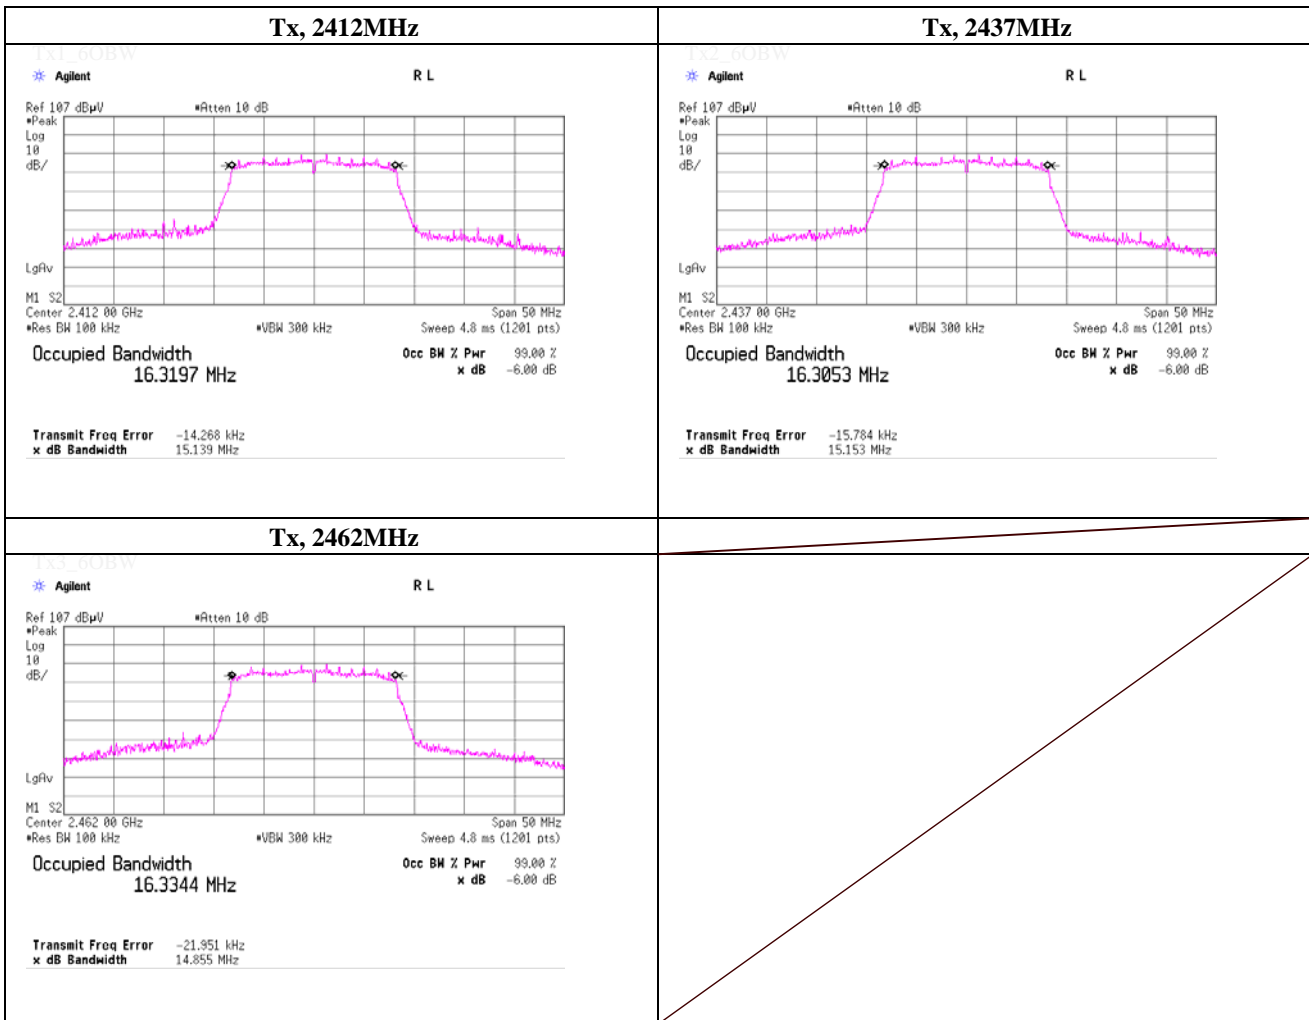 Tx, 2412MHz
Tx1_6OBW
Agilent
R L
Ref 107 dBµV
#Atten 10 dB
#Peak
Log
10
dB/
LgAv
M1 S2
Center 2.412 00 GHz
Span 50 MHz
#Res BW 100 kHz
#VBW 300 kHz
Sweep 4.8 ms (1201 pts)
Occupied Bandwidth
16.3197 MHz
Occ BW % Pwr 99.00 %
x dB -6.00 dB
Transmit Freq Error -14.268 kHz
x dB Bandwidth 15.139 MHz
Tx, 2437MHz
Tx2_6OBW
Agilent
R L
Ref 107 dBµV
#Atten 10 dB
#Peak
Log
10
dB/
LgAv
M1 S2
Center 2.437 00 GHz
Span 50 MHz
#Res BW 100 kHz
#VBW 300 kHz
Sweep 4.8 ms (1201 pts)
Occupied Bandwidth
16.3053 MHz
Occ BW % Pwr 99.00 %
x dB -6.00 dB
Transmit Freq Error -15.784 kHz
x dB Bandwidth 15.153 MHz
Tx, 2462MHz
Tx3_6OBW
Agilent
R L
Ref 107 dBµV
#Atten 10 dB
#Peak
Log
10
dB/
LgAv
M1 S2
Center 2.462 00 GHz
Span 50 MHz
#Res BW 100 kHz
#VBW 300 kHz
Sweep 4.8 ms (1201 pts)
Occupied Bandwidth
16.3344 MHz
Occ BW % Pwr 99.00 %
x dB -6.00 dB
Transmit Freq Error -21.951 kHz
x dB Bandwidth 14.855 MHz